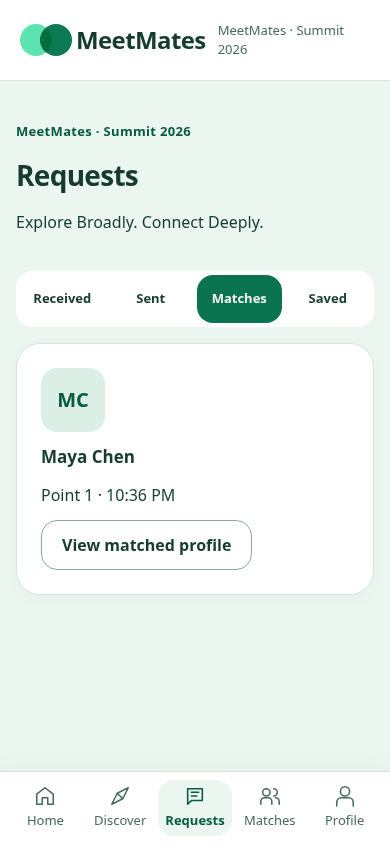 MeetMates
MeetMates · Summit
2026
MeetMates · Summit 2026
Requests
Explore Broadly. Connect Deeply.
Received Sent Matches Saved
MC
Maya Chen
Point 1 · 10:36 PM
View matched profile
Home Discover Requests Matches Profile